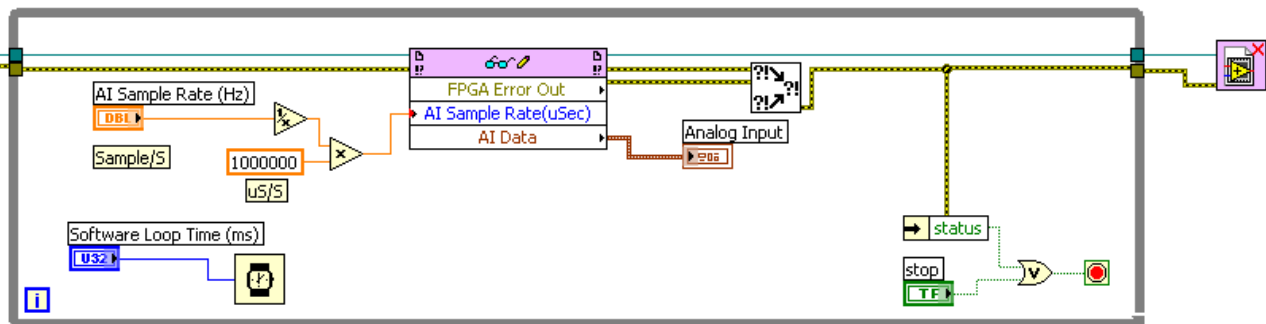 AI Sample Rate (Hz)
DBL
1/x
Sample/S
1000000
x
uS/S
FPGA Error Out
AI Sample Rate(uSec)
AI Data
?!
?!
?!
Analog Input
Software Loop Time (ms)
U32
i
status
stop
TF
V